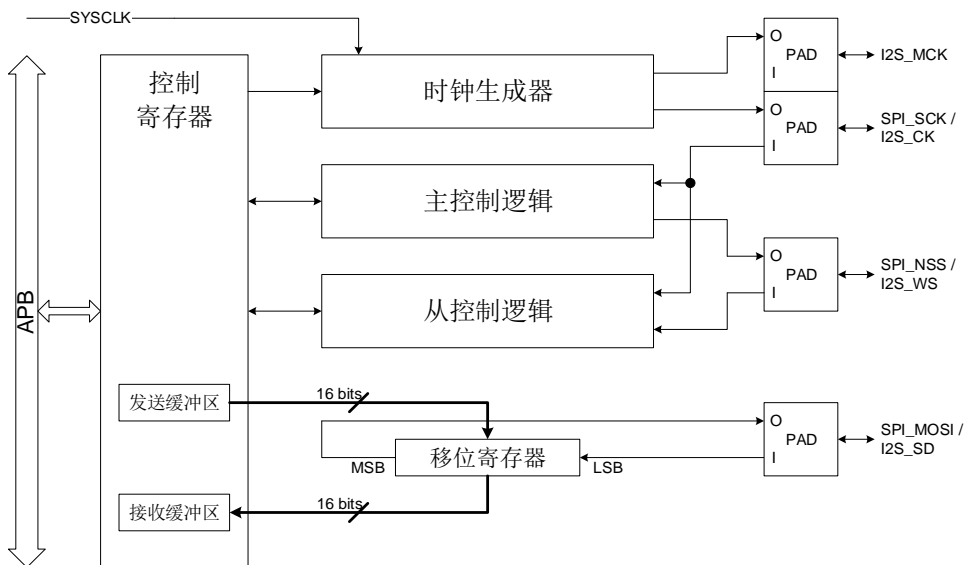 SYSCLK
控制
寄存器
时钟生成器
O
PAD
I
I2S_MCK
O
PAD
I
SPI_SCK /
I2S_CK
主控制逻辑
O
PAD
I
SPI_NSS /
I2S_WS
从控制逻辑
APB
发送缓冲区
16 bits
O
PAD
I
SPI_MOSI /
I2S_SD
MSB
移位寄存器
LSB
接收缓冲区
16 bits